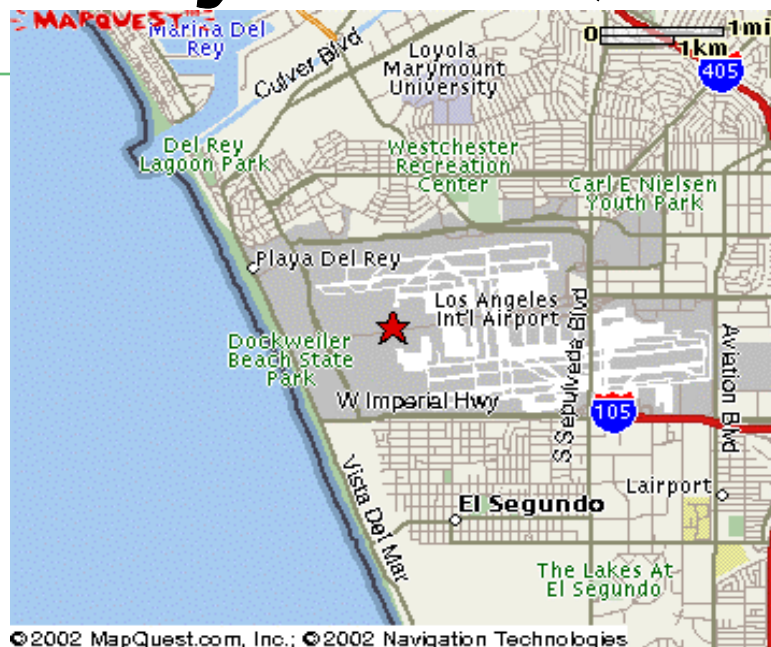 MAPQUEST
Marina Del
Rey
Culver Blvd
Loyola
Marymount
University
0
1mi
1km
405
Del Rey
Lagoon Park
Westchester
Recreation
Center
Carl E Nielsen
Youth Park
Playa Del Rey
Los Angeles
Int'l Airport
Dockweiler
Beach State
Park
S Sepulveda Blvd
Aviation Blvd
W Imperial Hwy
105
Vista Del Mar
Lairport
El Segundo
The Lakes At
El Segundo
©2002 MapQuest.com, Inc.; ©2002 Navigation Technologies